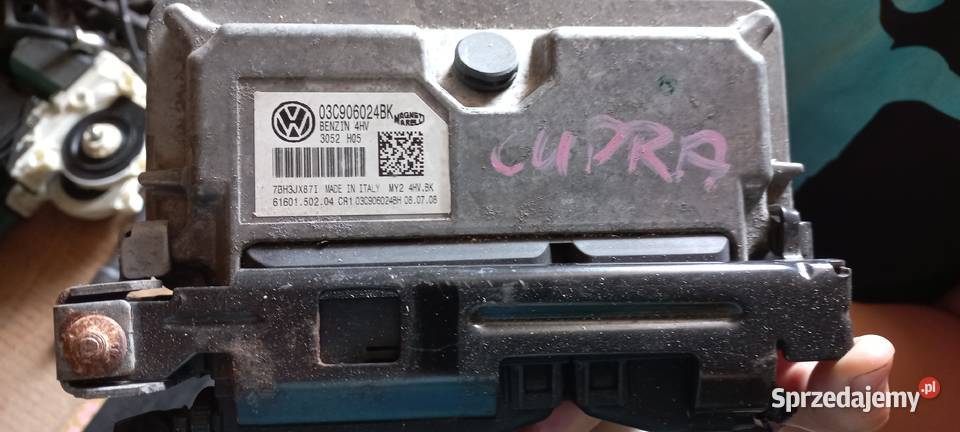 03C906024BK
BENZIN 4HV
MAGNETI
MARELLI
3052 H05
7BH3JX87I MADE IN ITALY MY2 4HV.BK
61601.502.04 CR1 03C906024BH 08.07.08
CUPRA
Sprzedajemy.pl